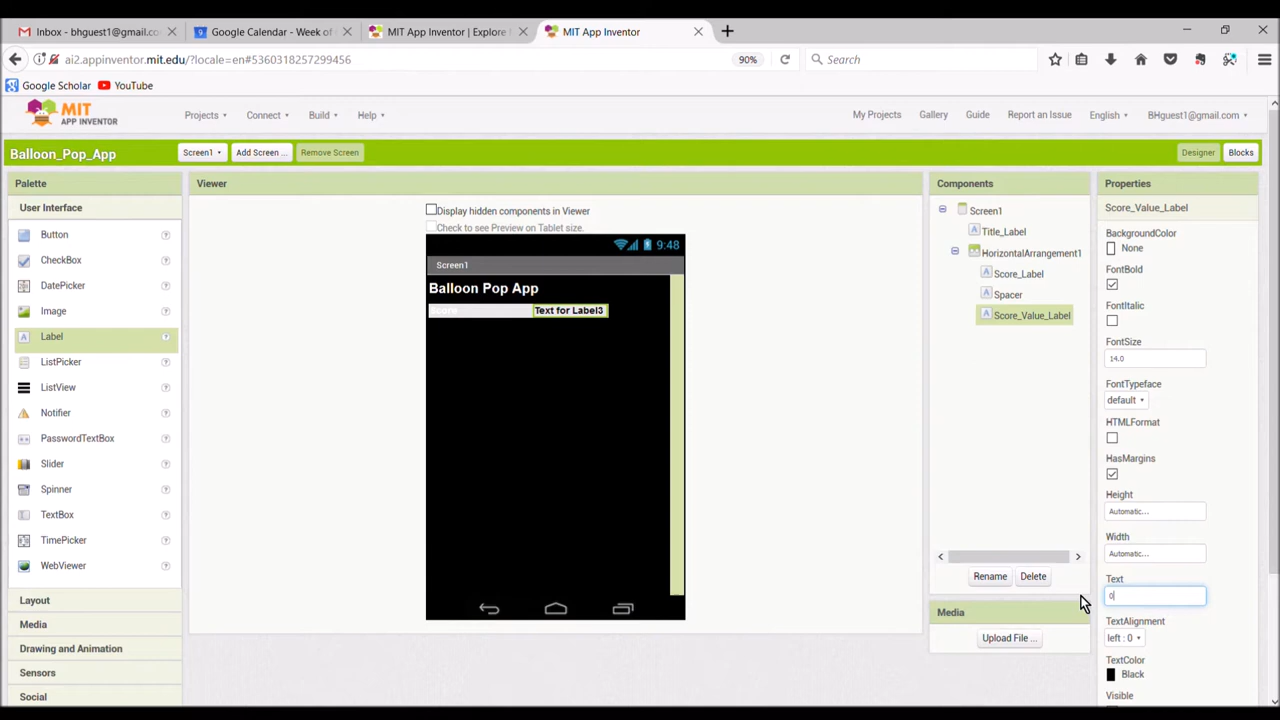 Inbox - bhguest1@gmail.co
Google Calendar - Week of
MIT App Inventor | Explore
MIT App Inventor
ai2.appinventor.mit.edu/?locale=en#5360318257299456
90%
Search
Google Scholar
YouTube
MIT
APP INVENTOR
Projects
Connect
Build
Help
My Projects
Gallery
Guide
Report an Issue
English
BHguest1@gmail.com
Balloon_Pop_App
Screen1
Add Screen ...
Remove Screen
Designer
Blocks
Palette
User Interface
Button
CheckBox
DatePicker
Image
Label
ListPicker
ListView
Notifier
PasswordTextBox
Slider
Spinner
TextBox
TimePicker
WebViewer
Layout
Media
Drawing and Animation
Sensors
Social
Viewer
Display hidden components in Viewer
Check to see Preview on Tablet size.
9:48
Screen1
Balloon Pop App
Score
Text for Label3
Components
Screen1
Title_Label
HorizontalArrangement1
Score_Label
Spacer
Score_Value_Label
Rename
Delete
Media
Upload File ...
Properties
Score_Value_Label
BackgroundColor
None
FontBold
FontItalic
FontSize
14.0
FontTypeface
default
HTMLFormat
HasMargins
Height
Automatic...
Width
Automatic...
Text
0
TextAlignment
left : 0
TextColor
Black
Visible